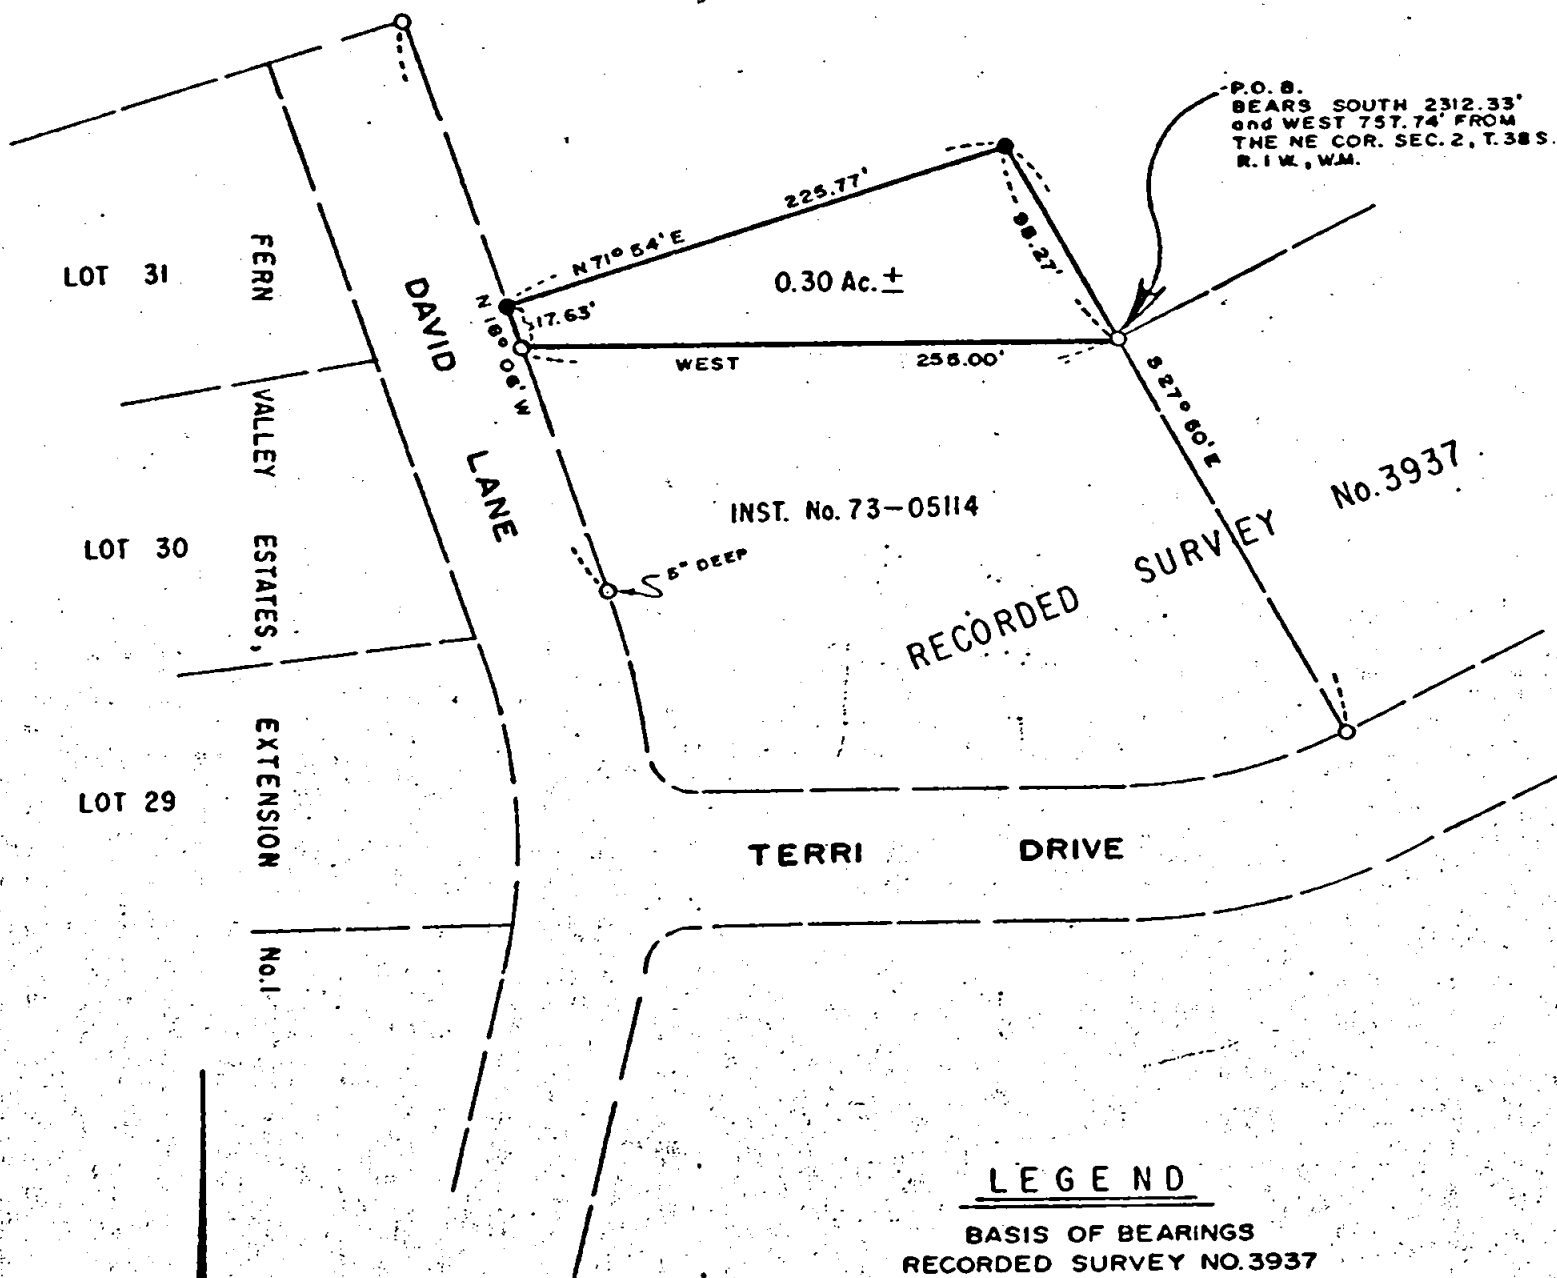 P.O.B.
BEARS SOUTH 2312.33'
and WEST 757.74' FROM
THE NE COR. SEC. 2, T. 38 S.
R. 1 W., W.M.
225.77'
N 71° 54' E
98.27'
0.30 Ac. ±
LOT 31
FERN
DAVID
N 18° 06' W
17.63'
WEST 256.00'
S 27° 50' E
VALLEY
LANE
INST. No. 73-05114
No. 3937
RECORDED SURVEY
LOT 30
ESTATES,
5" DEEP
EXTENSION
LOT 29
TERRI DRIVE
No. 1
LEGEND
BASIS OF BEARINGS
RECORDED SURVEY NO. 3937